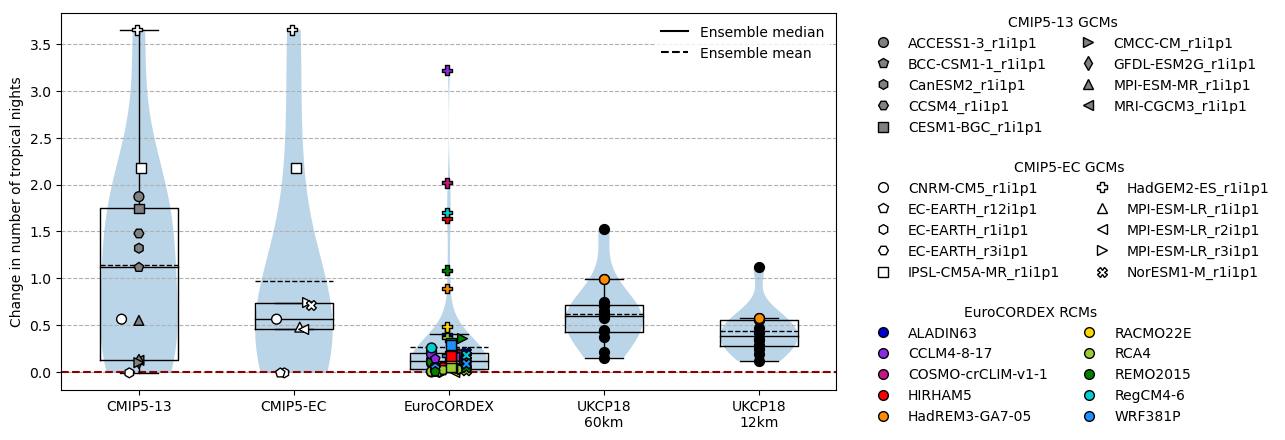 Change in number of tropical nights
3.5
3.0
2.5
2.0
1.5
1.0
0.5
0.0
Ensemble median
Ensemble mean
CMIP5-13
CMIP5-EC
EuroCORDEX
UKCP18
60km
UKCP18
12km
CMIP5-13 GCMs
ACCESS1-3_r1i1p1
BCC-CSM1-1_r1i1p1
CanESM2_r1i1p1
CCSM4_r1i1p1
CESM1-BGC_r1i1p1
CMCC-CM_r1i1p1
GFDL-ESM2G_r1i1p1
MPI-ESM-MR_r1i1p1
MRI-CGCM3_r1i1p1
CMIP5-EC GCMs
CNRM-CM5_r1i1p1
EC-EARTH_r12i1p1
EC-EARTH_r1i1p1
EC-EARTH_r3i1p1
IPSL-CM5A-MR_r1i1p1
HadGEM2-ES_r1i1p1
MPI-ESM-LR_r1i1p1
MPI-ESM-LR_r2i1p1
MPI-ESM-LR_r3i1p1
NorESM1-M_r1i1p1
EuroCORDEX RCMs
ALADIN63
CCLM4-8-17
COSMO-crCLIM-v1-1
HIRHAM5
HadREM3-GA7-05
RACMO22E
RCA4
REMO2015
RegCM4-6
WRF381P